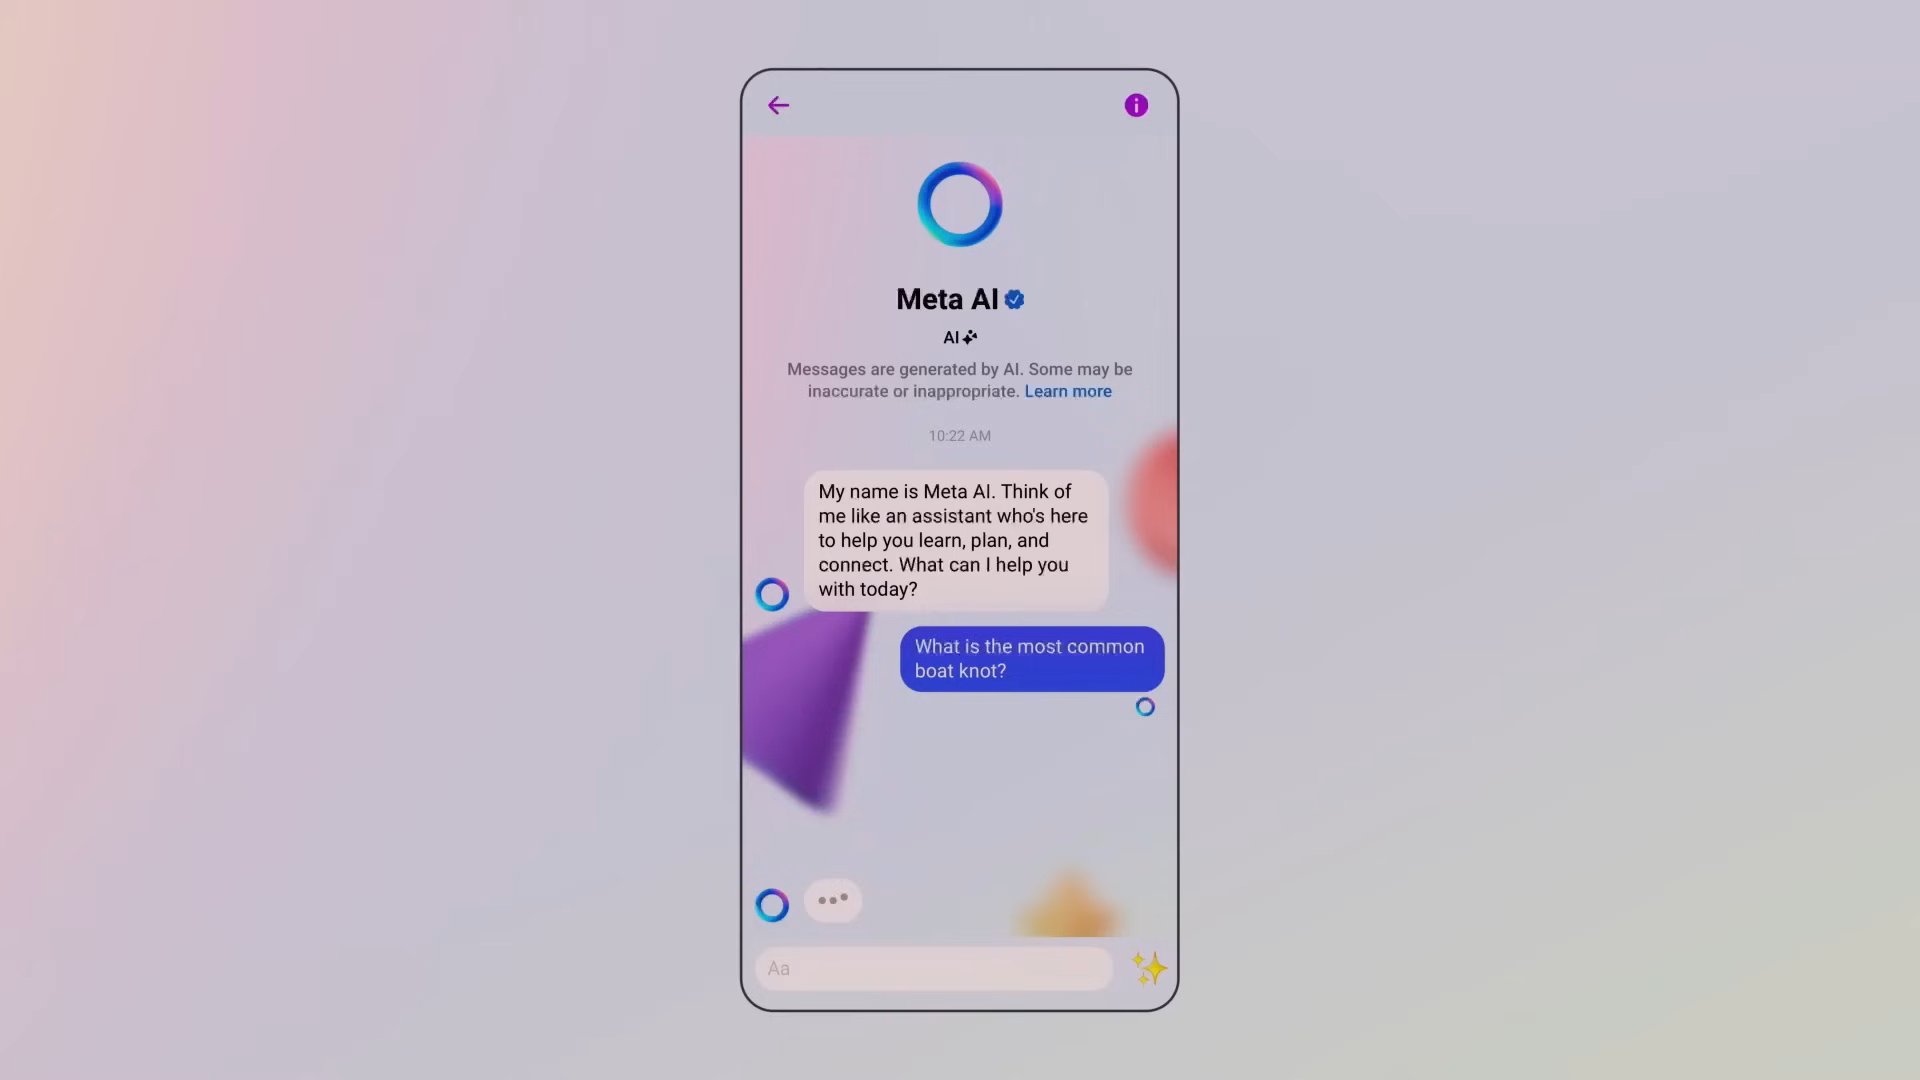 Meta AI
AI
Messages are generated by AI. Some may be
inaccurate or inappropriate. Learn more
10:22 AM
My name is Meta AI. Think of
me like an assistant who's here
to help you learn, plan, and
connect. What can I help you
with today?
What is the most common
boat knot?
Aa